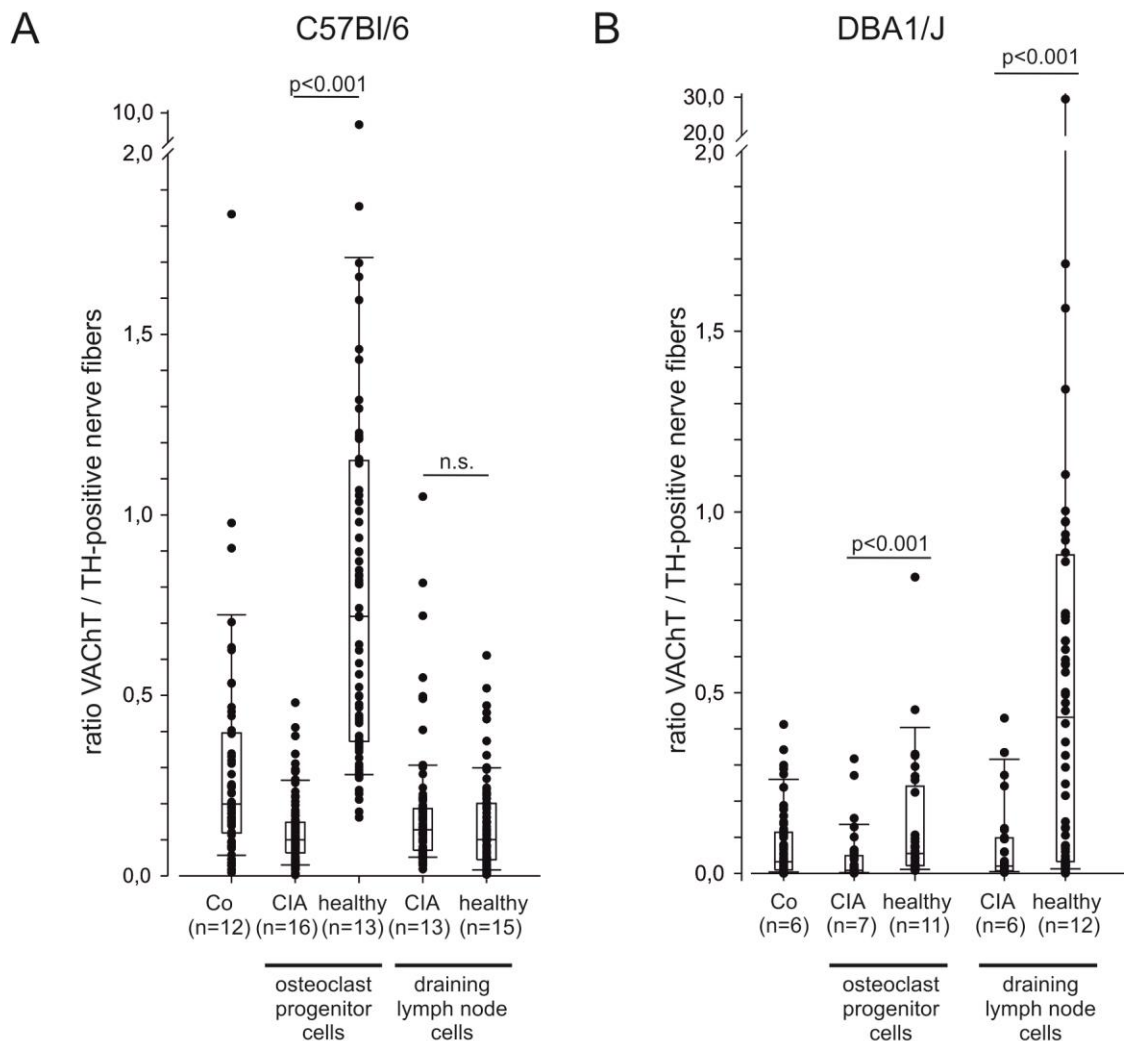 A
C57Bl/6
p<0.001
10,0
2,0
1,5
1,0
0,5
0,0
ratio VAChT / TH-positive nerve fibers
n.s.
Co
(n=12)
CIA
(n=16)
healthy
(n=13)
CIA
(n=13)
healthy
(n=15)
osteoclast
progenitor
cells
draining
lymph node
cells
B
DBA1/J
p<0.001
30,0
20,0
2,0
1,5
1,0
0,5
0,0
ratio VAChT / TH-positive nerve fibers
p<0.001
Co
(n=6)
CIA
(n=7)
healthy
(n=11)
CIA
(n=6)
healthy
(n=12)
osteoclast
progenitor
cells
draining
lymph node
cells